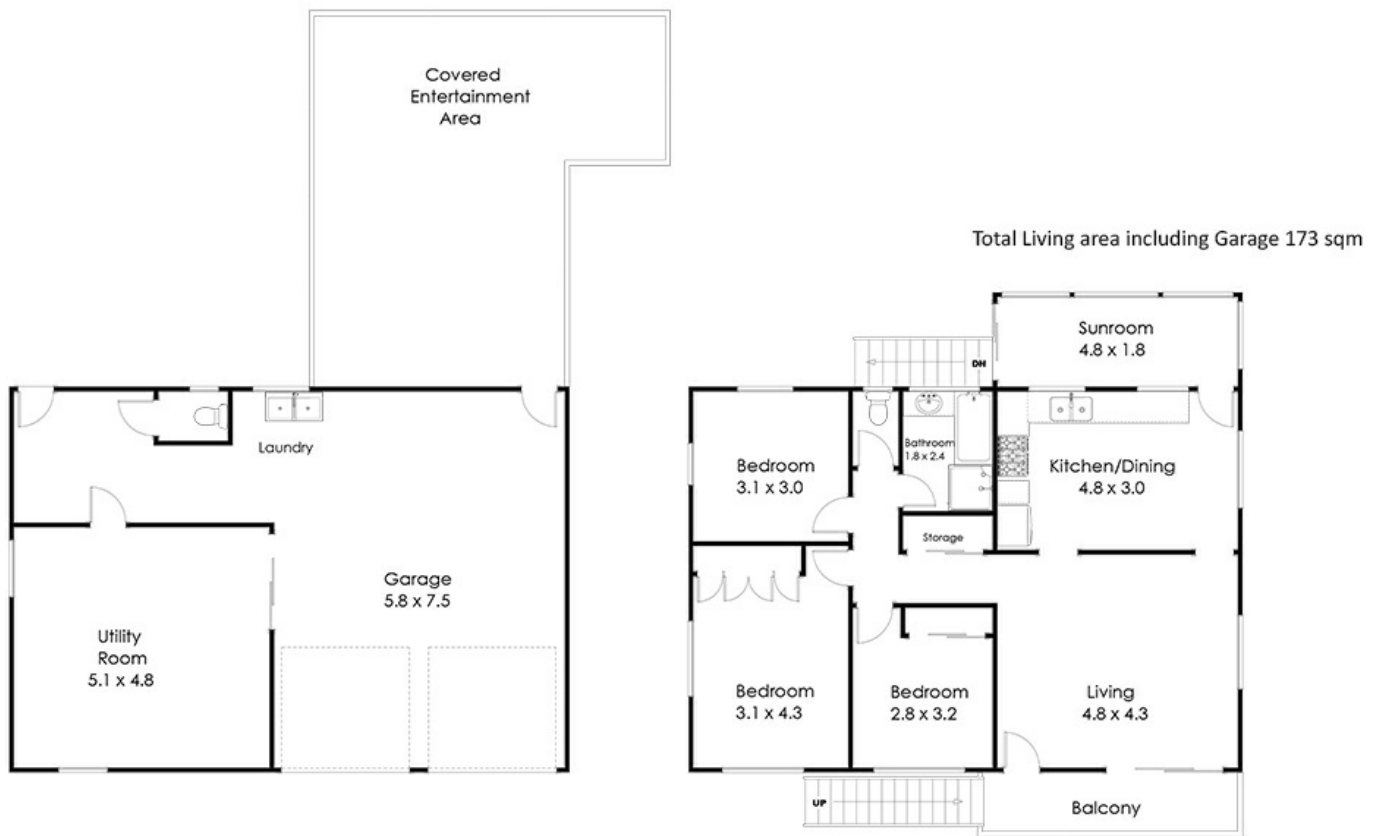 Covered
Entertainment
Area
Total Living area including Garage 173 sqm
Laundry
Garage
5.8 x 7.5
Utility
Room
5.1 x 4.8
Sunroom
4.8 x 1.8
DH
Bedroom
3.1 x 3.0
Bathroom
1.8 x 2.4
Kitchen/Dining
4.8 x 3.0
Storage
Bedroom
3.1 x 4.3
Bedroom
2.8 x 3.2
Living
4.8 x 4.3
UP
Balcony